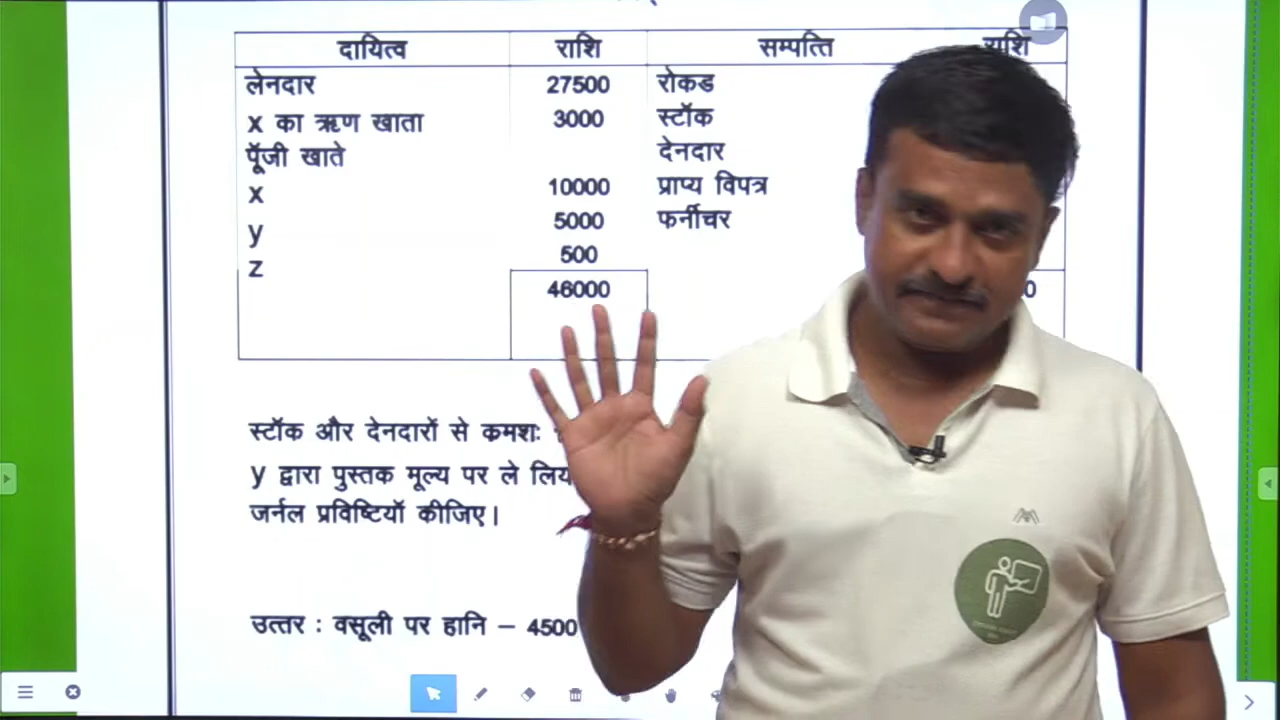 दायित्व राशि सम्पत्ति राशि
लेनदार 27500 रोकड
x का ऋण खाता 3000 स्टॉक
पूॅंजी खाते देनदार
x 10000 प्राप्य विपत्र
y 5000 फर्नीचर
z 500
46000
स्टॉक और देनदारों से कमशः
y द्वारा पुस्तक मूल्य पर ले लिय
जर्नल प्रविष्टियॉ कीजिए।
उत्तर : वसूली पर हानि – 4500